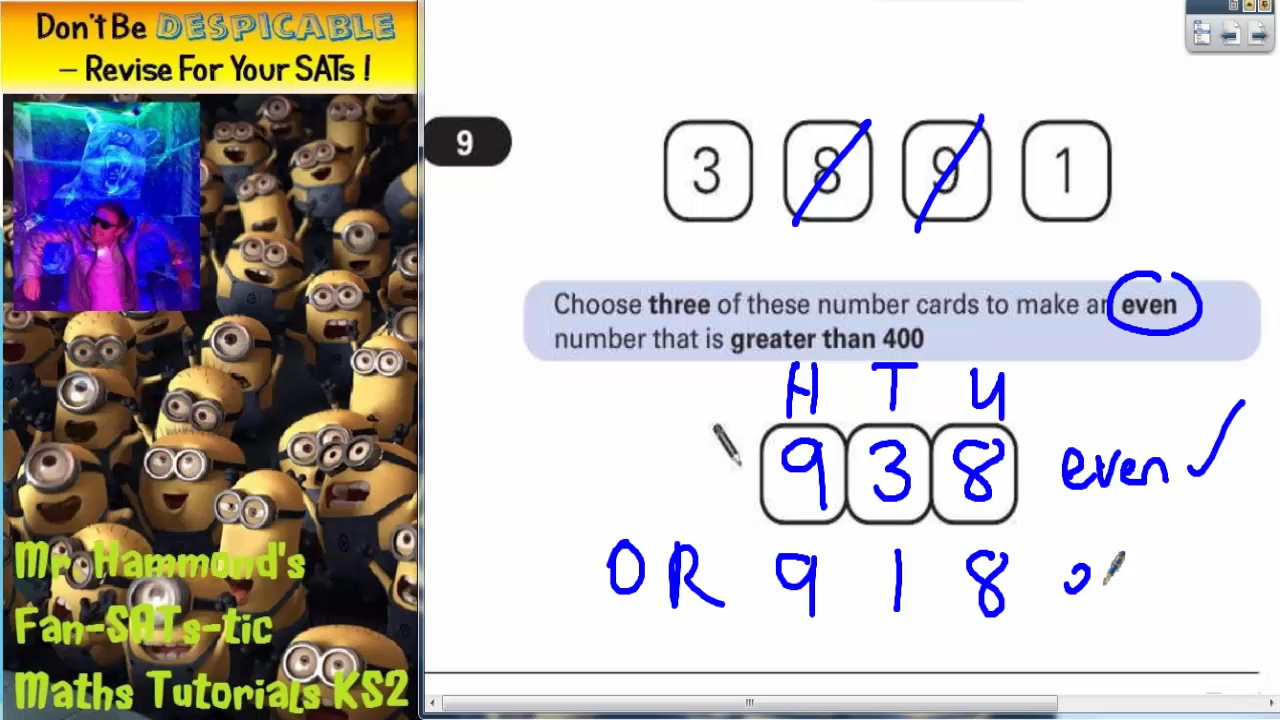 Don't Be DESPICABLE
– Revise For Your SATs !
Mr. Hammond's
Fan-SATs-tic
Maths Tutorials KS2
9
3 8 9 1
Choose three of these number cards to make an even
number that is greater than 400
H T U
9 3 8 even ✓
OR 9 1 8 o